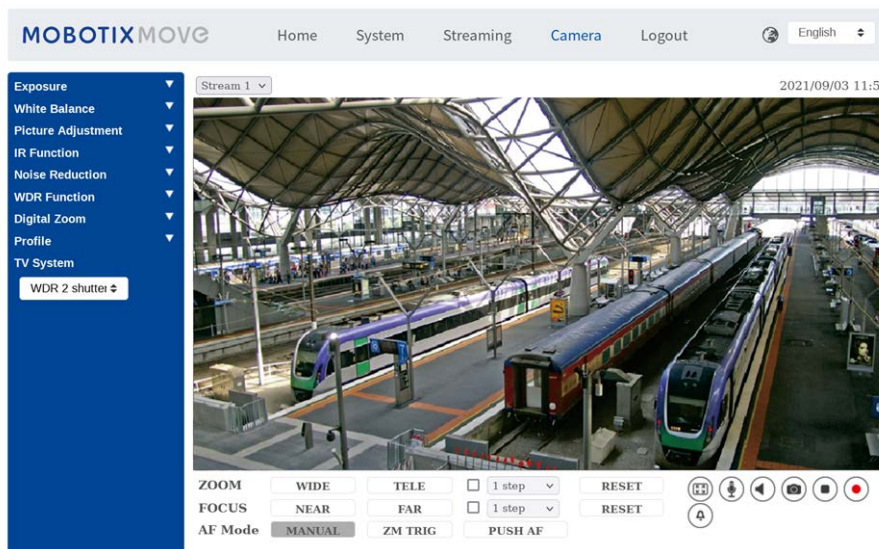 MOBOTIX MOVE Home System Streaming Camera Logout English
Exposure
White Balance
Picture Adjustment
IR Function
Noise Reduction
WDR Function
Digital Zoom
Profile
TV System
WDR 2 shutter
Stream 1 2021/09/03 11:5
ZOOM WIDE TELE 1 step RESET
FOCUS NEAR FAR 1 step RESET
AF Mode MANUAL ZM TRIG PUSH AF